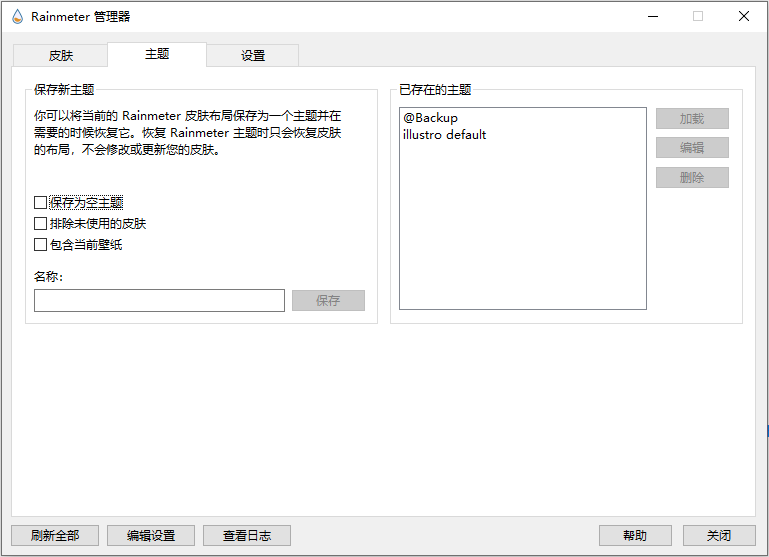 Rainmeter 管理器
皮肤
主题
设置
保存新主题
你可以将当前的 Rainmeter 皮肤布局保存为一个主题并在
需要的时候恢复它。恢复 Rainmeter 主题时只会恢复皮肤
的布局，不会修改或更新您的皮肤。
保存为空主题
排除未使用的皮肤
包含当前壁纸
名称：
保存
已存在的主题
@Backup
illustro default
加载
编辑
删除
刷新全部
编辑设置
查看日志
帮助
关闭